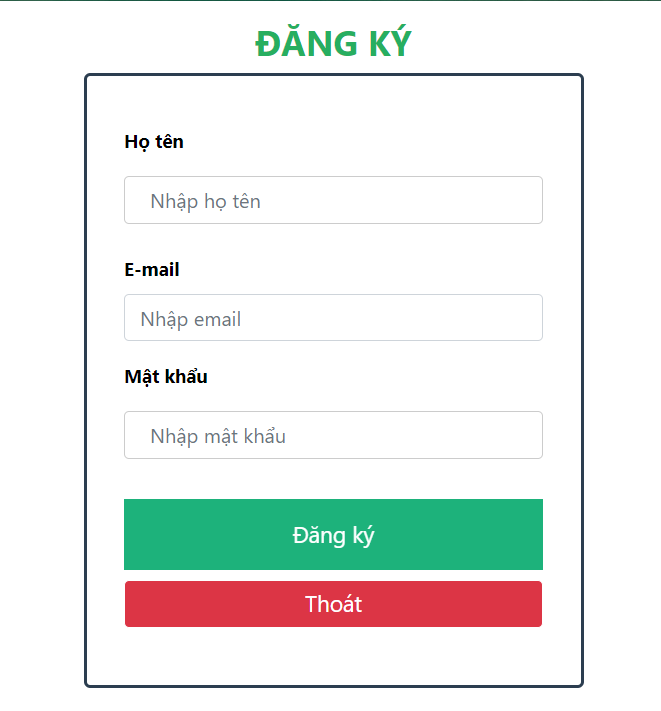 ĐĂNG KÝ
Họ tên
Nhập họ tên
E-mail
Nhập email
Mật khẩu
Nhập mật khẩu
Đăng ký
Thoát